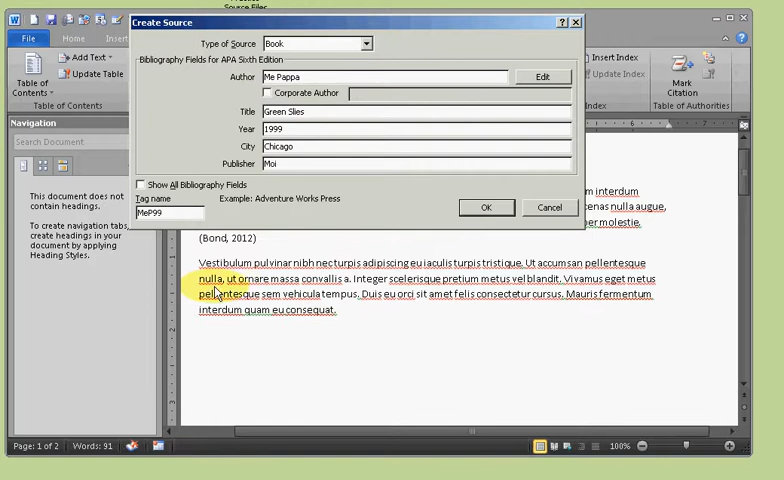 Source Files
Create Source
Type of Source Book
Bibliography Fields for APA Sixth Edition
Author Me Pappa Edit
Corporate Author
Title Green Slies
Year 1999
City Chicago
Publisher Moi
Show All Bibliography Fields
Tag name Example: Adventure Works Press
MeP99
OK Cancel
File Home Insert
Table of Contents
Add Text
Update Table
Table of Contents
Insert Index
Update Index
Index
Mark Citation
Table of Authorities
Navigation
Search Document
This document does not
contain headings.
To create navigation tabs,
create headings in your
document by applying
Heading Styles.
interdum
cenas nulla augue,
per molestie.
(Bond, 2012)
Vestibulum pulvinar nibh nec turpis adipiscing eu iaculis turpis tristique. Ut accumsan pellentesque
nulla, ut ornare massa convallis a. Integer scelerisque pretium metus vel blandit. Vivamus eget metus
pellentesque sem vehicula tempus. Duis eu orci sit amet felis consectetur cursus. Mauris fermentum
interdum quam eu consequat.
Page: 1 of 2 Words: 91 100%